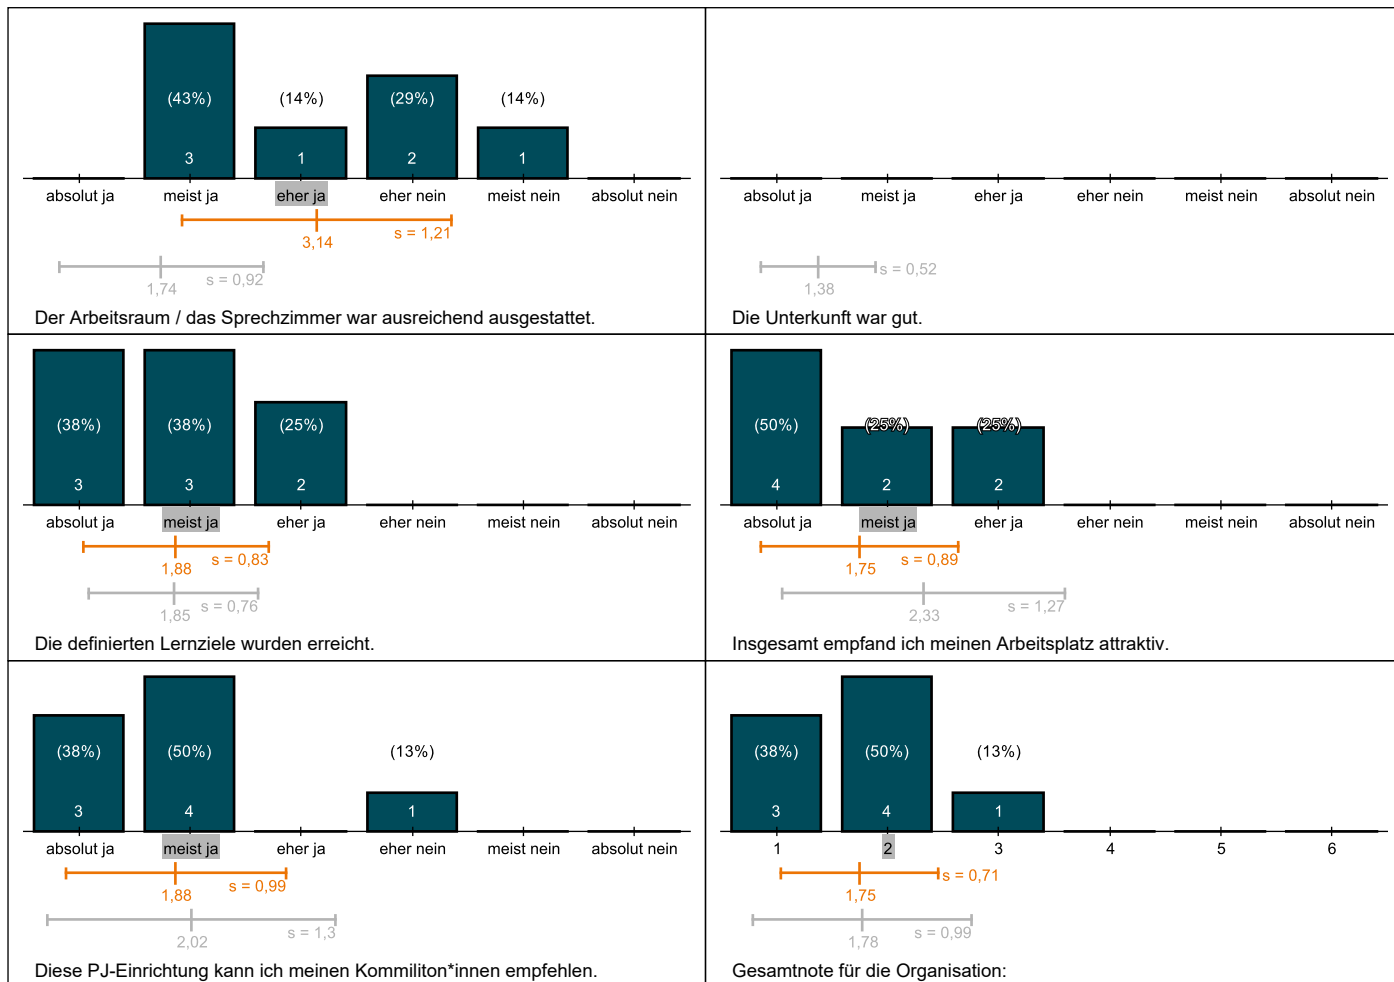 (43%) (14%) (29%) (14%)
3 1 2 1
absolut ja meist ja eher ja eher nein meist nein absolut nein
3,14 s = 1,21
1,74 s = 0,92
Der Arbeitsraum / das Sprechzimmer war ausreichend ausgestattet.
absolut ja meist ja eher ja eher nein meist nein absolut nein
1,38 s = 0,52
Die Unterkunft war gut.
(38%) (38%) (25%)
3 3 2
absolut ja meist ja eher ja eher nein meist nein absolut nein
1,88 s = 0,83
1,85 s = 0,76
Die definierten Lernziele wurden erreicht.
(50%) (25%) (25%)
4 2 2
absolut ja meist ja eher ja eher nein meist nein absolut nein
1,75 s = 0,89
2,33 s = 1,27
Insgesamt empfand ich meinen Arbeitsplatz attraktiv.
(38%) (50%) (13%)
3 4 1
absolut ja meist ja eher ja eher nein meist nein absolut nein
1,88 s = 0,99
2,02 s = 1,3
Diese PJ-Einrichtung kann ich meinen Kommiliton*innen empfehlen.
(38%) (50%) (13%)
3 4 1
1 2 3 4 5 6
1,75 s = 0,71
1,78 s = 0,99
Gesamtnote für die Organisation: